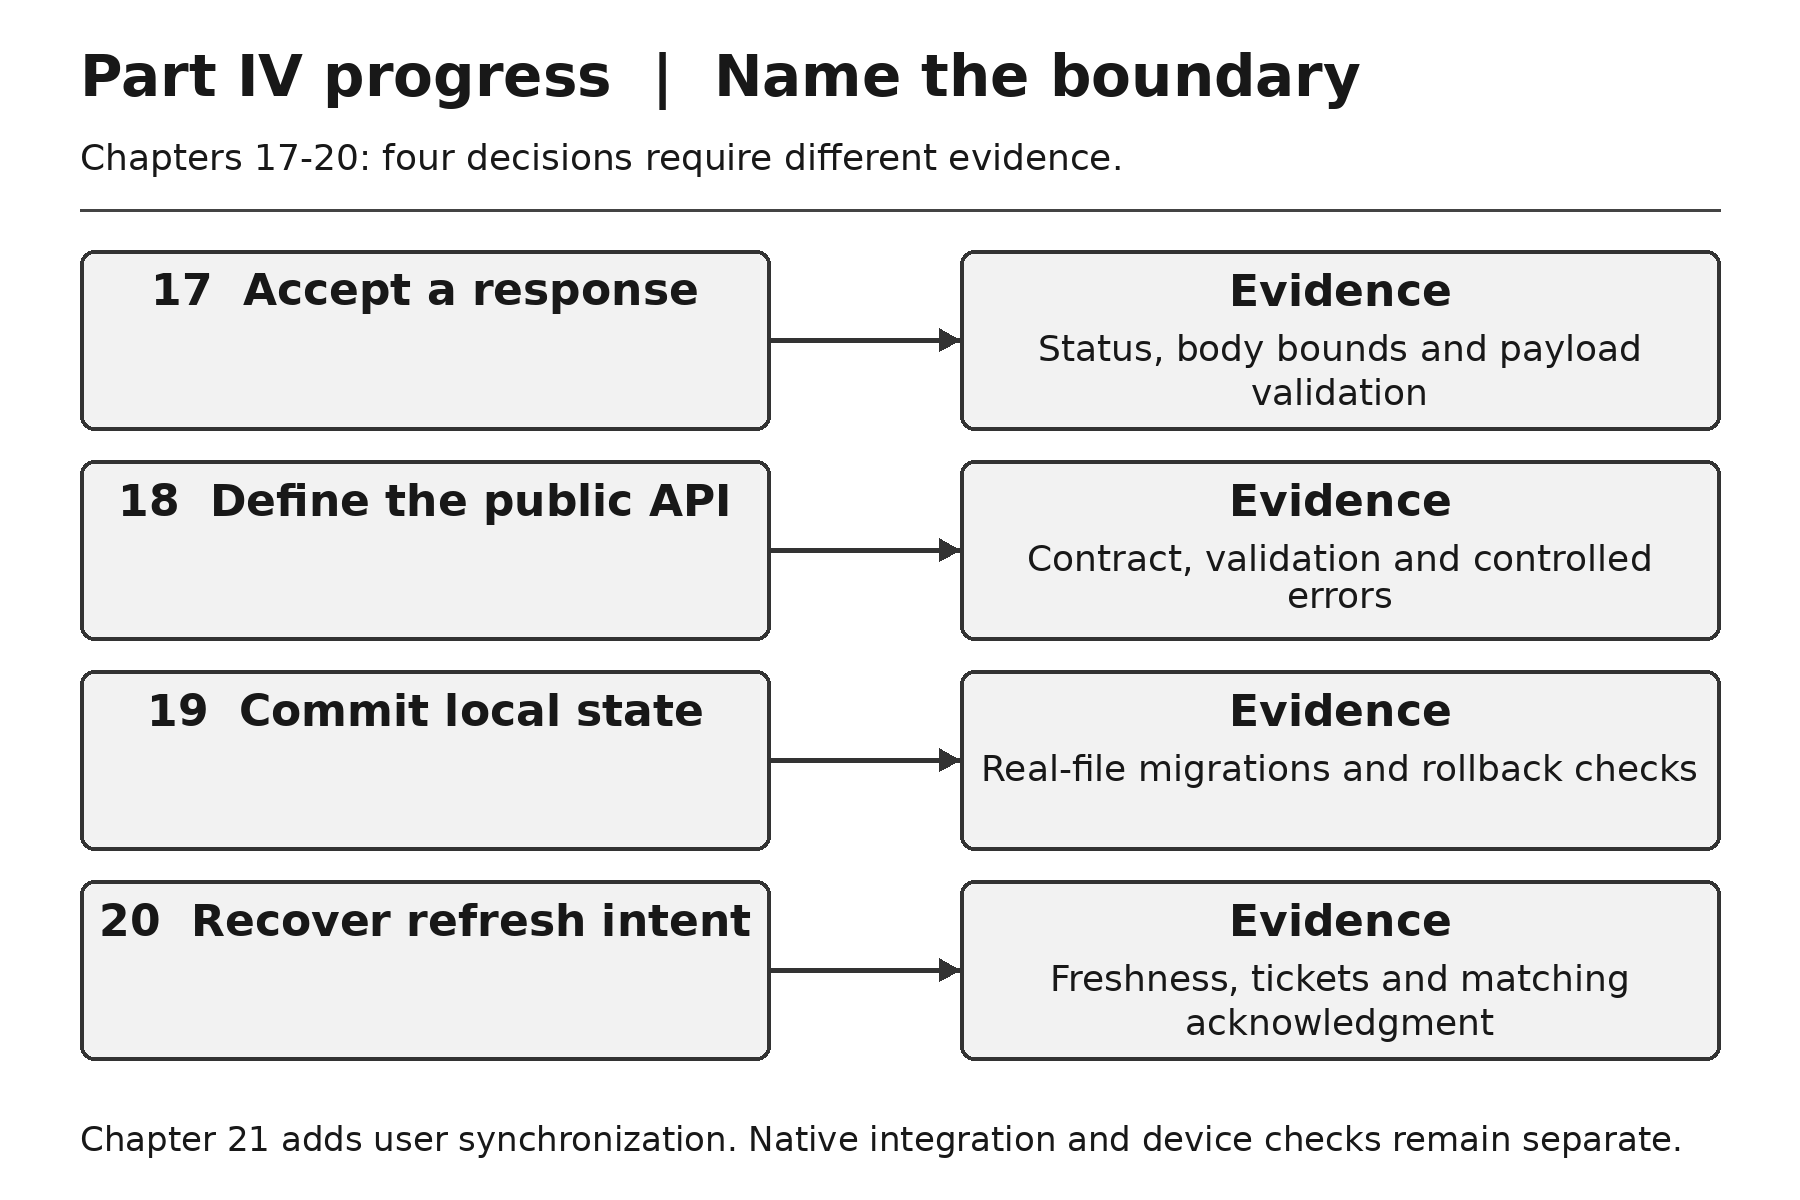 Part IV progress | Name the boundary
Chapters 17-20: four decisions require different evidence.
17 Accept a response
Evidence
Status, body bounds and payload
validation
18 Define the public API
Evidence
Contract, validation and controlled
errors
19 Commit local state
Evidence
Real-file migrations and rollback checks
20 Recover refresh intent
Evidence
Freshness, tickets and matching
acknowledgment
Chapter 21 adds user synchronization. Native integration and device checks remain separate.